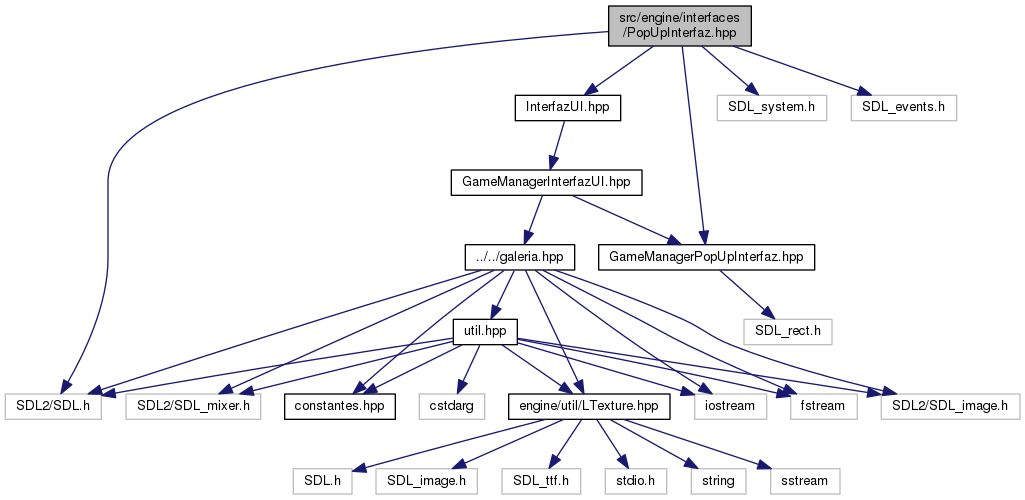 src/engine/interfaces
/PopUpInterfaz.hpp
InterfazUI.hpp
SDL_system.h
SDL_events.h
GameManagerInterfazUI.hpp
../../galeria.hpp
GameManagerPopUpInterfaz.hpp
util.hpp
SDL_rect.h
SDL2/SDL.h
SDL2/SDL_mixer.h
constantes.hpp
cstdarg
engine/util/LTexture.hpp
iostream
fstream
SDL2/SDL_image.h
SDL.h
SDL_image.h
SDL_ttf.h
stdio.h
string
sstream